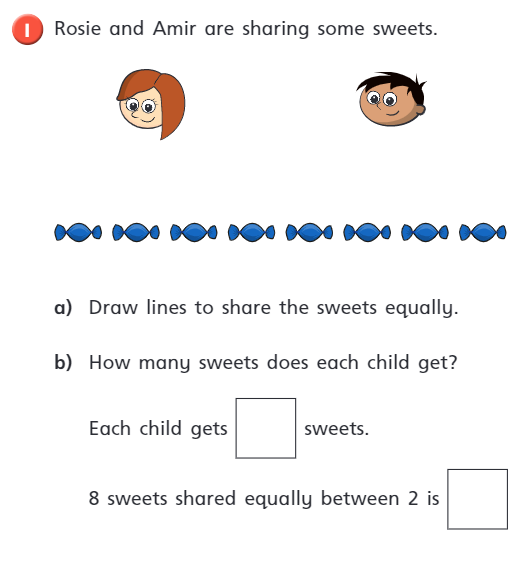 1 Rosie and Amir are sharing some sweets.
a) Draw lines to share the sweets equally.
b) How many sweets does each child get?
Each child gets sweets.
8 sweets shared equally between 2 is